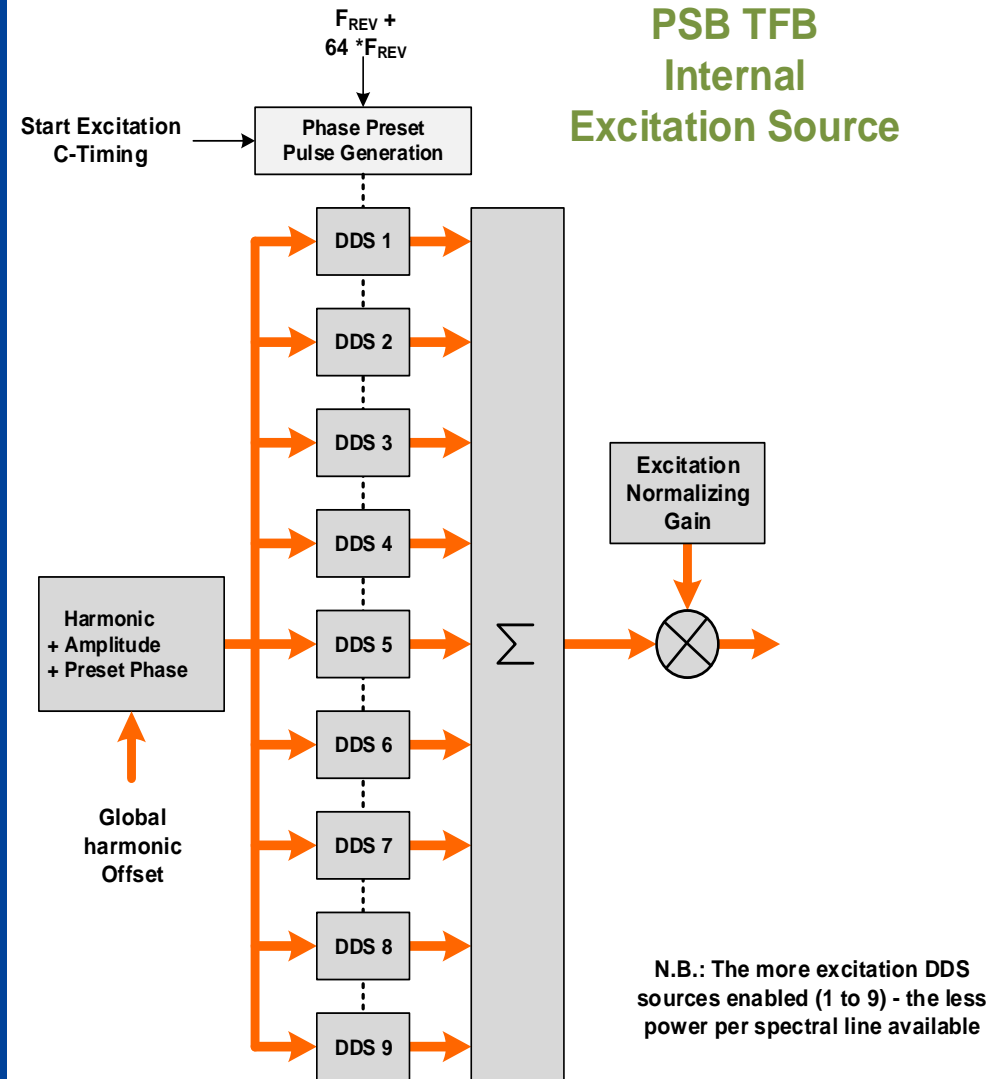 PSB TFB
Internal
Excitation Source
F_REV +
64 *F_REV
Start Excitation
C-Timing
Phase Preset
Pulse Generation
DDS 1
DDS 2
DDS 3
DDS 4
DDS 5
DDS 6
DDS 7
DDS 8
DDS 9
Harmonic
+ Amplitude
+ Preset Phase
Global
harmonic
Offset
∑
Excitation
Normalizing
Gain
N.B.: The more excitation DDS
sources enabled (1 to 9) - the less
power per spectral line available